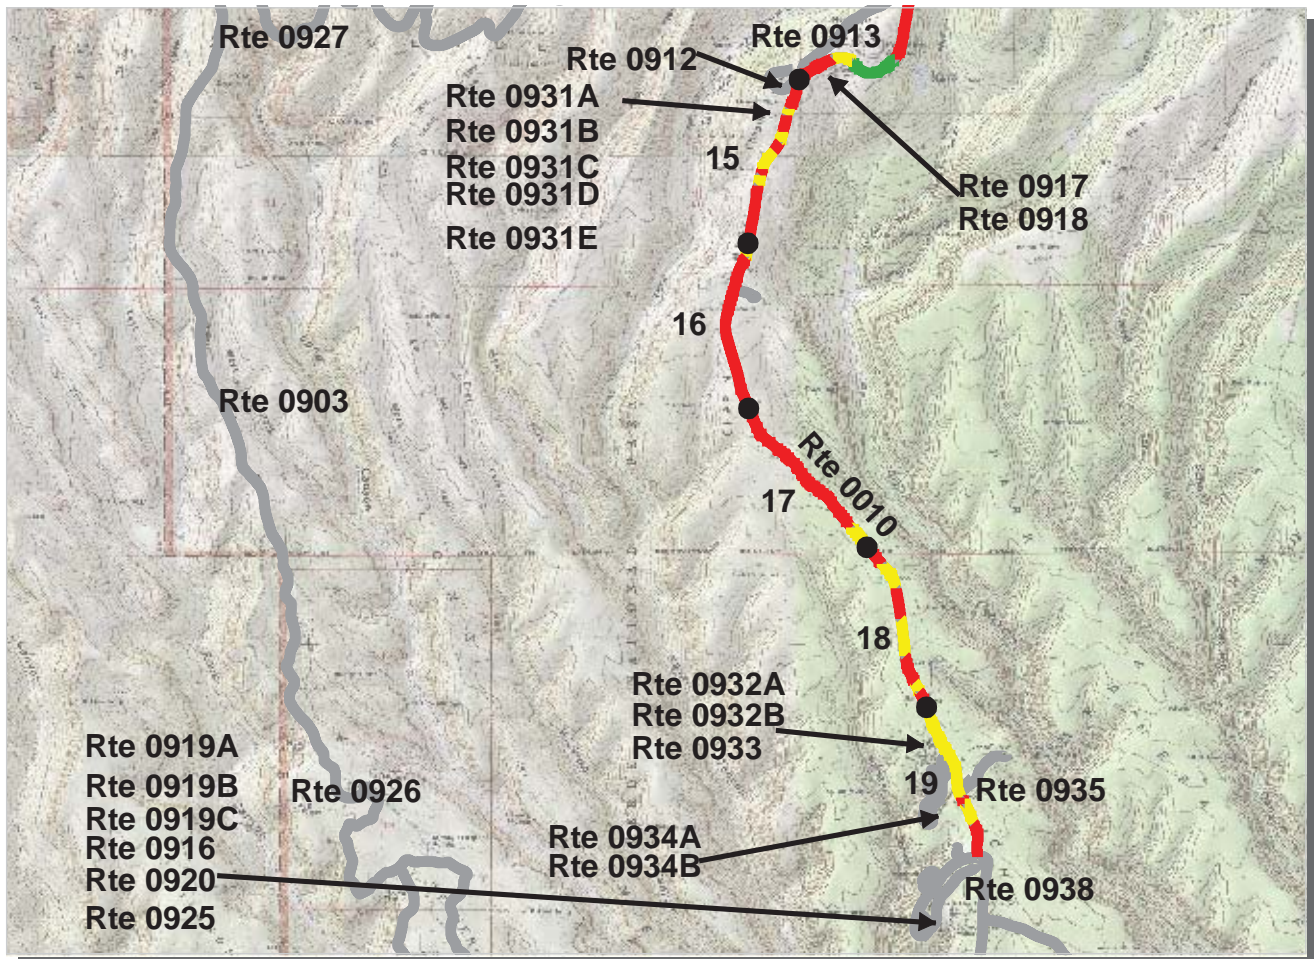 Rte 0927
Rte 0913
Rte 0912
Rte 0931A
Rte 0931B
Rte 0931C
Rte 0931D
Rte 0931E
15
Rte 0917
Rte 0918
16
Rte 0903
Rte 0010
17
18
Rte 0932A
Rte 0932B
Rte 0933
19
Rte 0935
Rte 0926
Rte 0919A
Rte 0919B
Rte 0919C
Rte 0916
Rte 0920
Rte 0925
Rte 0934A
Rte 0934B
Rte 0938